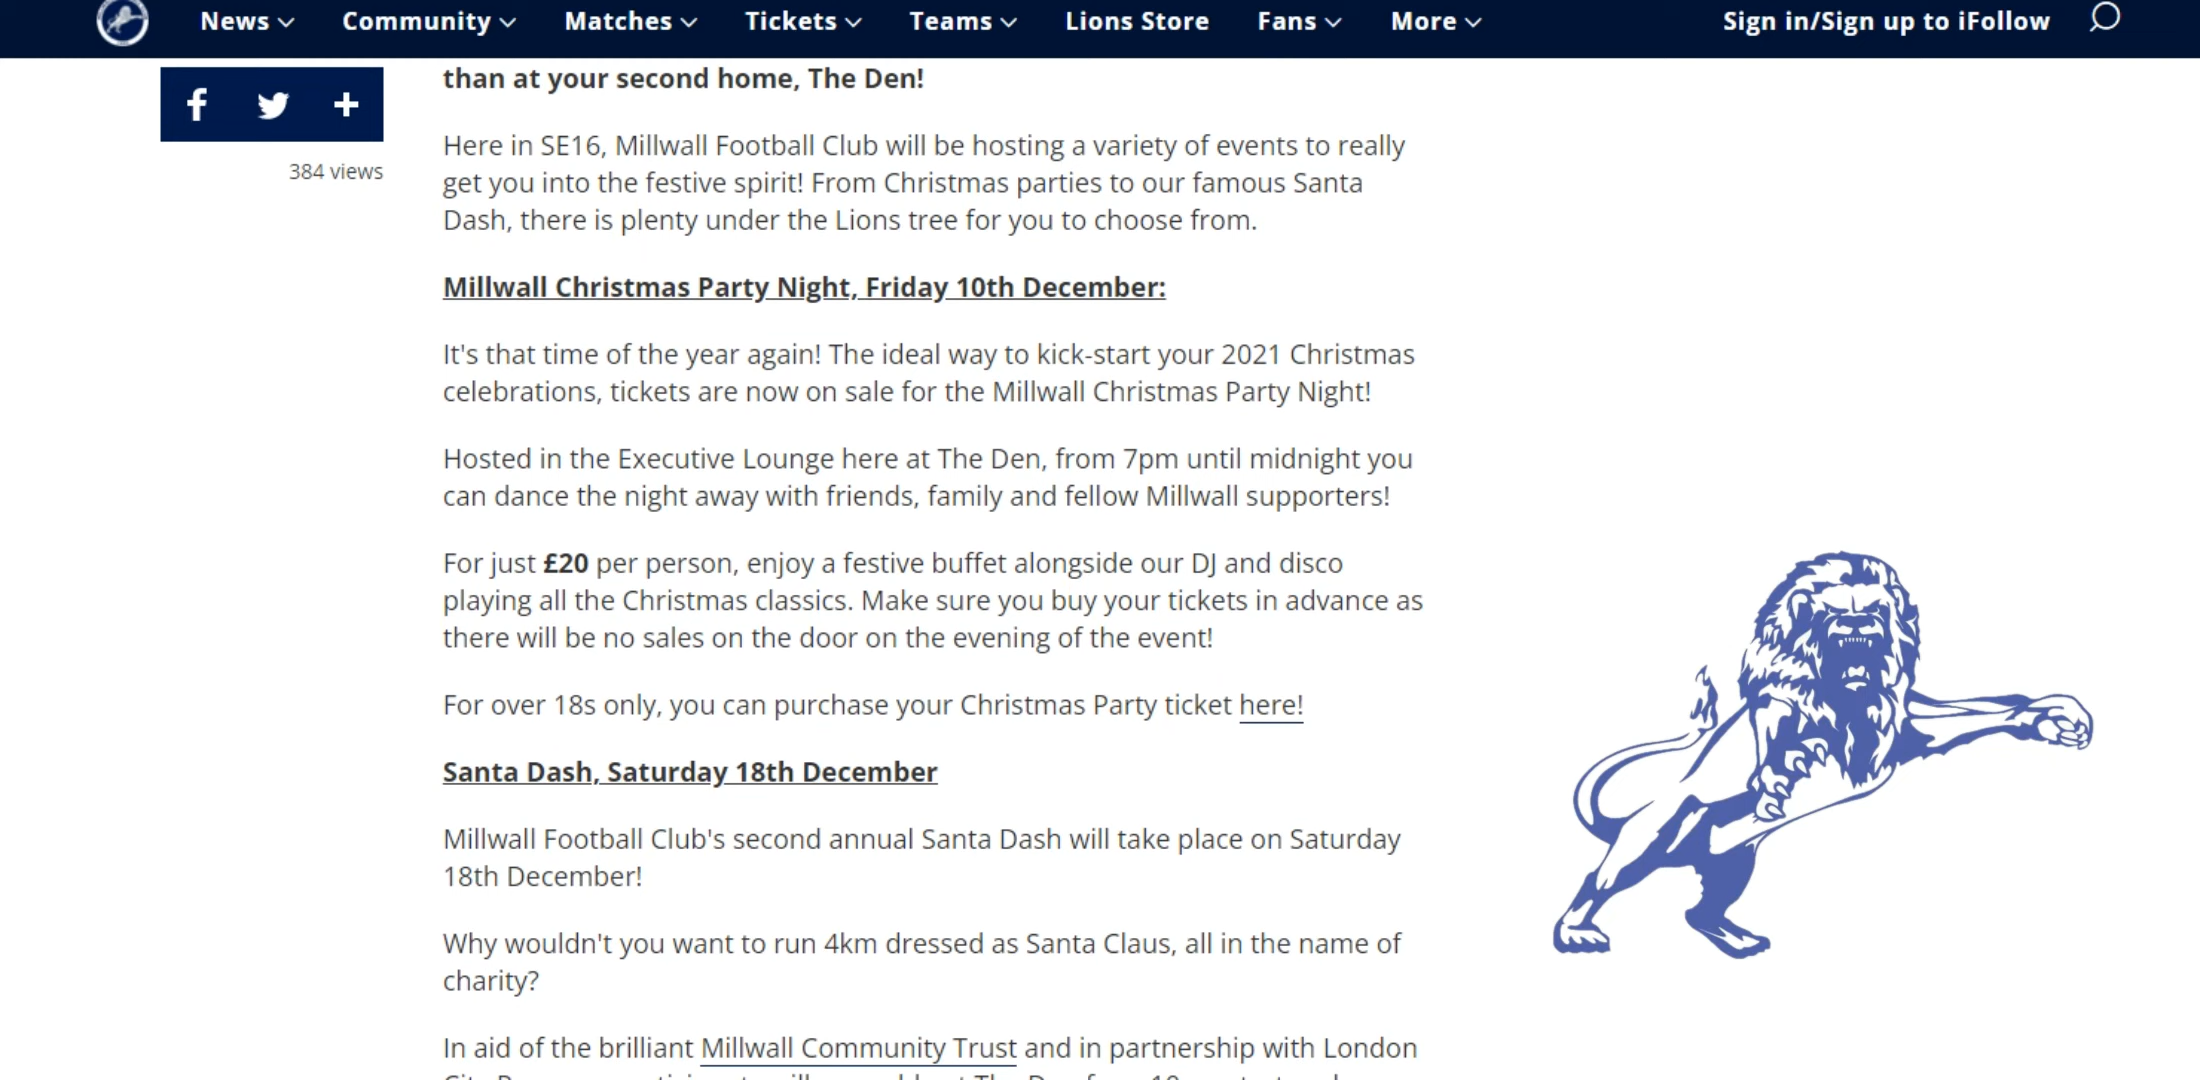 News Community Matches Tickets Teams Lions Store Fans More Sign in/Sign up to iFollow
384 views
than at your second home, The Den!
Here in SE16, Millwall Football Club will be hosting a variety of events to really
get you into the festive spirit! From Christmas parties to our famous Santa
Dash, there is plenty under the Lions tree for you to choose from.
Millwall Christmas Party Night, Friday 10th December:
It's that time of the year again! The ideal way to kick-start your 2021 Christmas
celebrations, tickets are now on sale for the Millwall Christmas Party Night!
Hosted in the Executive Lounge here at The Den, from 7pm until midnight you
can dance the night away with friends, family and fellow Millwall supporters!
For just £20 per person, enjoy a festive buffet alongside our DJ and disco
playing all the Christmas classics. Make sure you buy your tickets in advance as
there will be no sales on the door on the evening of the event!
For over 18s only, you can purchase your Christmas Party ticket here!
Santa Dash, Saturday 18th December
Millwall Football Club's second annual Santa Dash will take place on Saturday
18th December!
Why wouldn't you want to run 4km dressed as Santa Claus, all in the name of
charity?
In aid of the brilliant Millwall Community Trust and in partnership with London